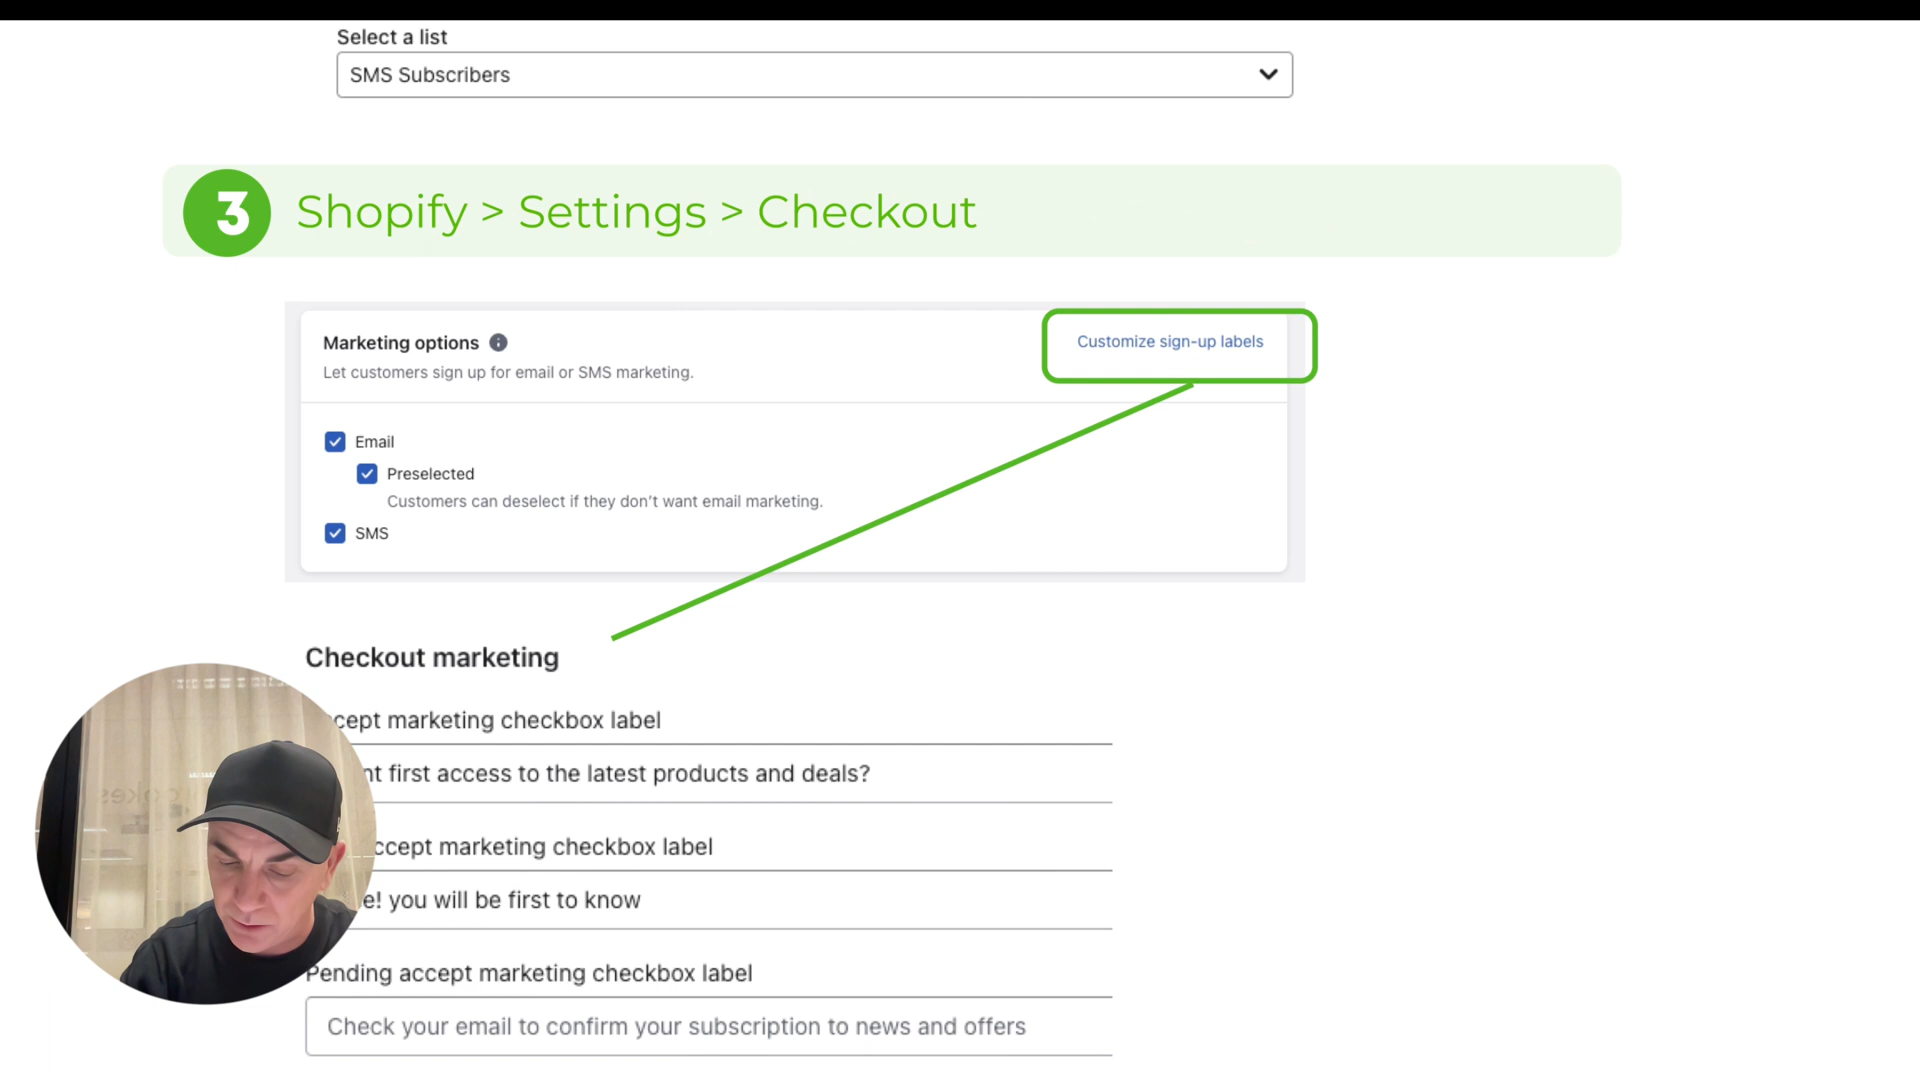 Select a list
SMS Subscribers
3 Shopify > Settings > Checkout
Marketing options
Customize sign-up labels
Let customers sign up for email or SMS marketing.
Email
Preselected
Customers can deselect if they don't want email marketing.
SMS
Checkout marketing
cept marketing checkbox label
nt first access to the latest products and deals?
ccept marketing checkbox label
e! you will be first to know
Pending accept marketing checkbox label
Check your email to confirm your subscription to news and offers